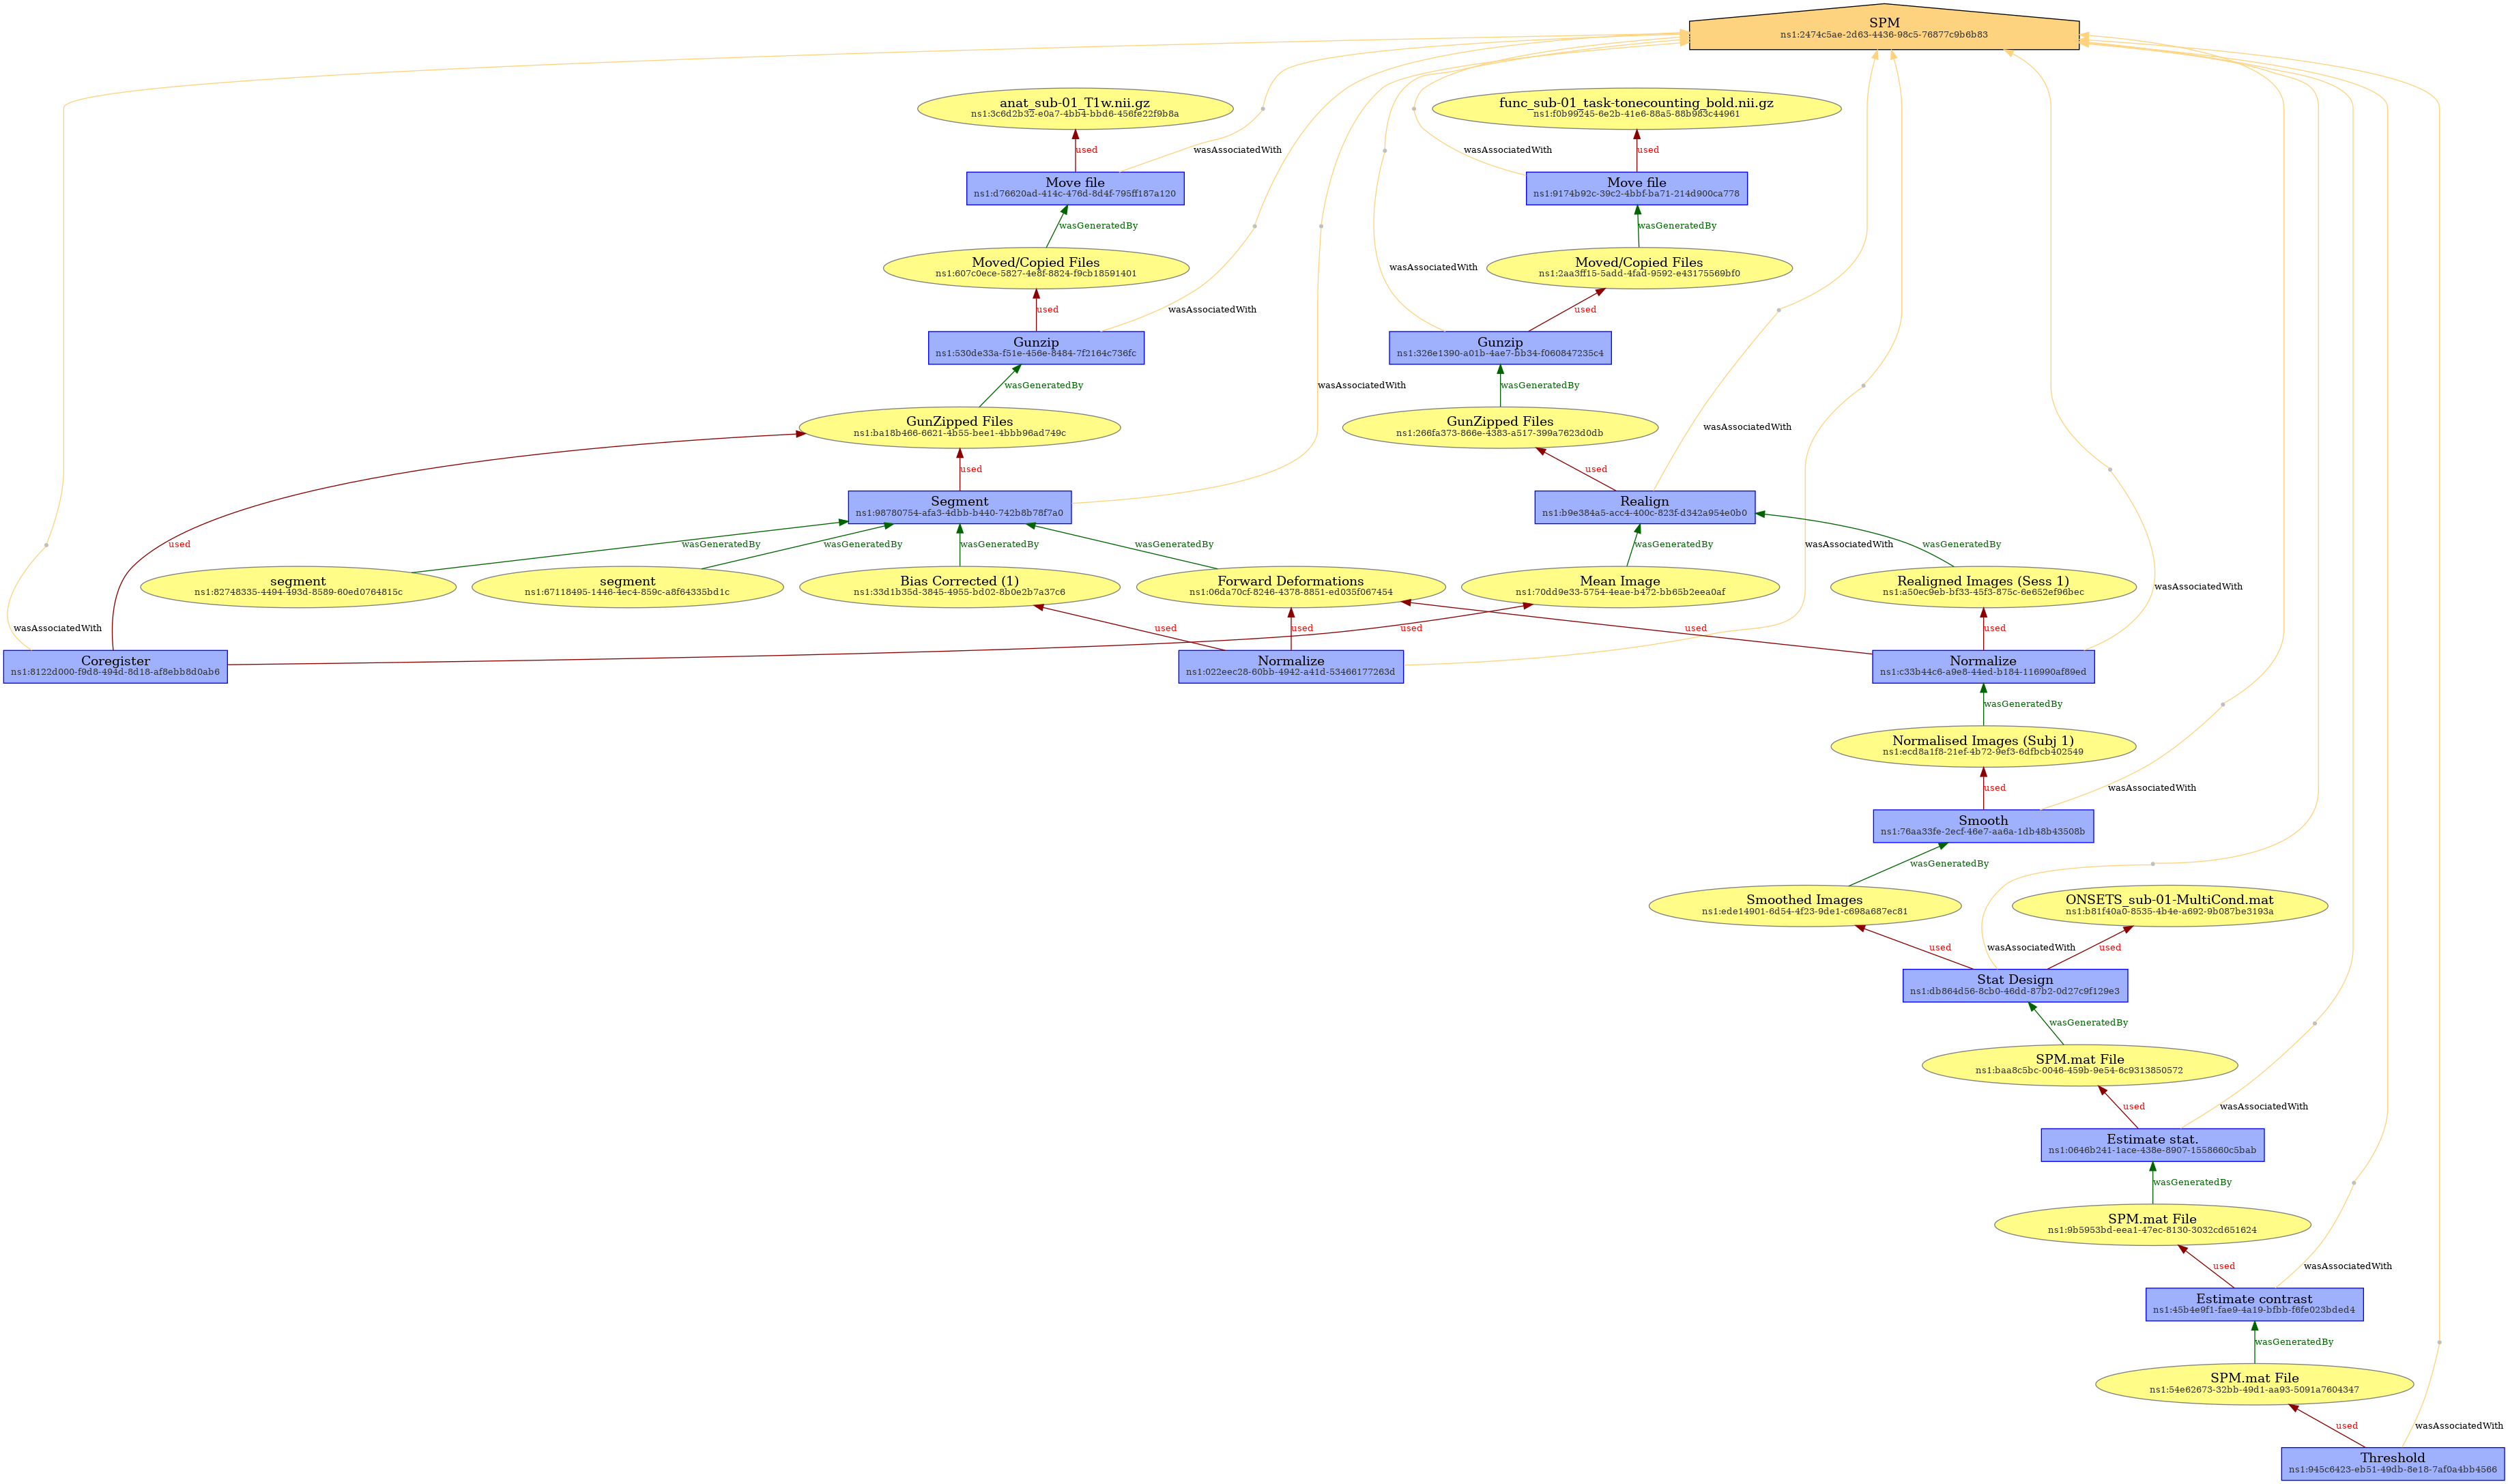 SPM
ns1:2474c5ae-2d63-4436-98c5-76877c9b6b83
anat_sub-01_T1w.nii.gz
ns1:3c6d2b32-e0a7-4bb4-bbd6-456fe22f9b8a
func_sub-01_task-tonecounting_bold.nii.gz
ns1:f0b99245-6e2b-41e6-88a5-88b983c44961
used
wasAssociatedWith
wasAssociatedWith
used
Move file
ns1:d76620ad-414c-476d-8d4f-795ff187a120
Move file
ns1:9174b92c-39c2-4bbf-ba71-214d900ca778
wasGeneratedBy
wasGeneratedBy
Moved/Copied Files
ns1:607c0ece-5827-4e8f-8824-f9cb18591401
wasAssociatedWith
Moved/Copied Files
ns1:2aa3ff15-5add-4fad-9592-e43175569bf0
used
wasAssociatedWith
used
Gunzip
ns1:530de33a-f51e-456e-8484-7f2164c736fc
Gunzip
ns1:326e1390-a01b-4ae7-bb34-f060847235c4
wasGeneratedBy
wasAssociatedWith
wasGeneratedBy
GunZipped Files
ns1:ba18b466-6621-4b55-bee1-4bbb96ad749c
GunZipped Files
ns1:266fa373-866e-4383-a517-399a7623d0db
wasAssociatedWith
used
used
Segment
ns1:98780754-afa3-4dbb-b440-742b8b78f7a0
Realign
ns1:b9e384a5-acc4-400c-823f-d342a954e0b0
used
wasGeneratedBy
wasGeneratedBy
wasGeneratedBy
wasGeneratedBy
wasGeneratedBy
wasAssociatedWith
wasGeneratedBy
segment
ns1:82748335-4494-493d-8589-60ed0764815c
segment
ns1:67118495-1446-4ec4-859c-a8f64335bd1c
Bias Corrected (1)
ns1:33d1b35d-3845-4955-bd02-8b0e2b7a37c6
Forward Deformations
ns1:06da70cf-8246-4378-8851-ed035f067454
Mean Image
ns1:70dd9e33-5754-4eae-b472-bb65b2eea0af
Realigned Images (Sess 1)
ns1:a50ec9eb-bf33-45f3-875c-6e652ef96bec
wasAssociatedWith
wasAssociatedWith
used
used
used
used
used
Coregister
ns1:8122d000-f9d8-494d-8d18-af8ebb8d0ab6
Normalize
ns1:022eec28-60bb-4942-a41d-53466177263d
Normalize
ns1:c33b44c6-a9e8-44ed-b184-116990af89ed
wasGeneratedBy
Normalised Images (Subj 1)
ns1:ecd8a1f8-21ef-4b72-9ef3-6dfbcb402549
used
wasAssociatedWith
Smooth
ns1:76aa33fe-2ecf-46e7-aa6a-1db48b43508b
wasGeneratedBy
Smoothed Images
ns1:ede14901-6d54-4f23-9de1-c698a687ec81
ONSETS_sub-01-MultiCond.mat
ns1:b81f40a0-8535-4b4e-a692-9b087be3193a
used
wasAssociatedWith
used
Stat Design
ns1:db864d56-8cb0-46dd-87b2-0d27c9f129e3
wasGeneratedBy
SPM.mat File
ns1:baa8c5bc-0046-459b-9e54-6c9313850572
used
wasAssociatedWith
Estimate stat.
ns1:0646b241-1ace-438e-8907-1558660c5bab
wasGeneratedBy
SPM.mat File
ns1:9b5953bd-eea1-47ec-8130-3032cd651624
used
wasAssociatedWith
Estimate contrast
ns1:45b4e9f1-fae9-4a19-bfbb-f6fe023bded4
wasGeneratedBy
SPM.mat File
ns1:54e62673-32bb-49d1-aa93-5091a7604347
used
wasAssociatedWith
Threshold
ns1:945c6423-eb51-49db-8e18-7af0a4bb4566